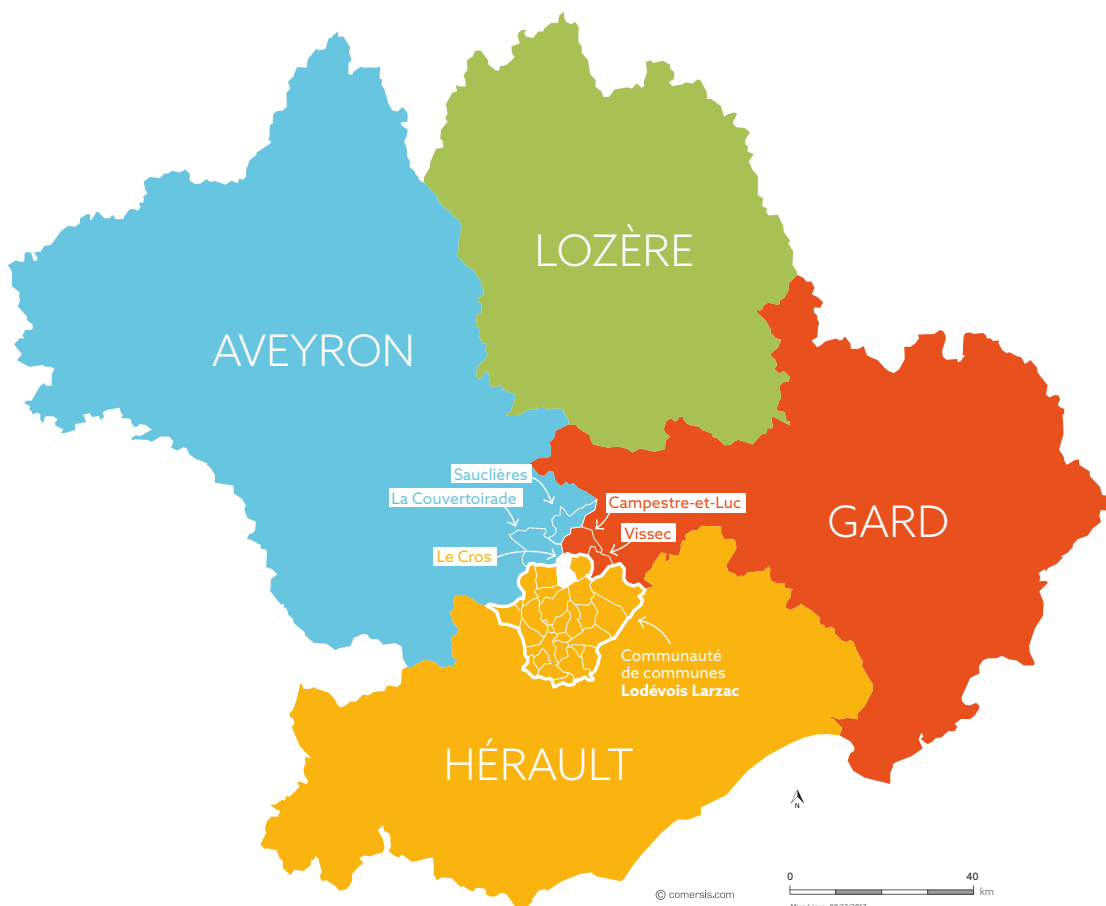 LOZÈRE
AVEYRON
Sauclières
La Couvertoirade
Campestre-et-Luc
GARD
Vissec
Le Cros
Communauté
de communes
Lodévois Larzac
HÉRAULT
N
0 40
km
© comersis.com